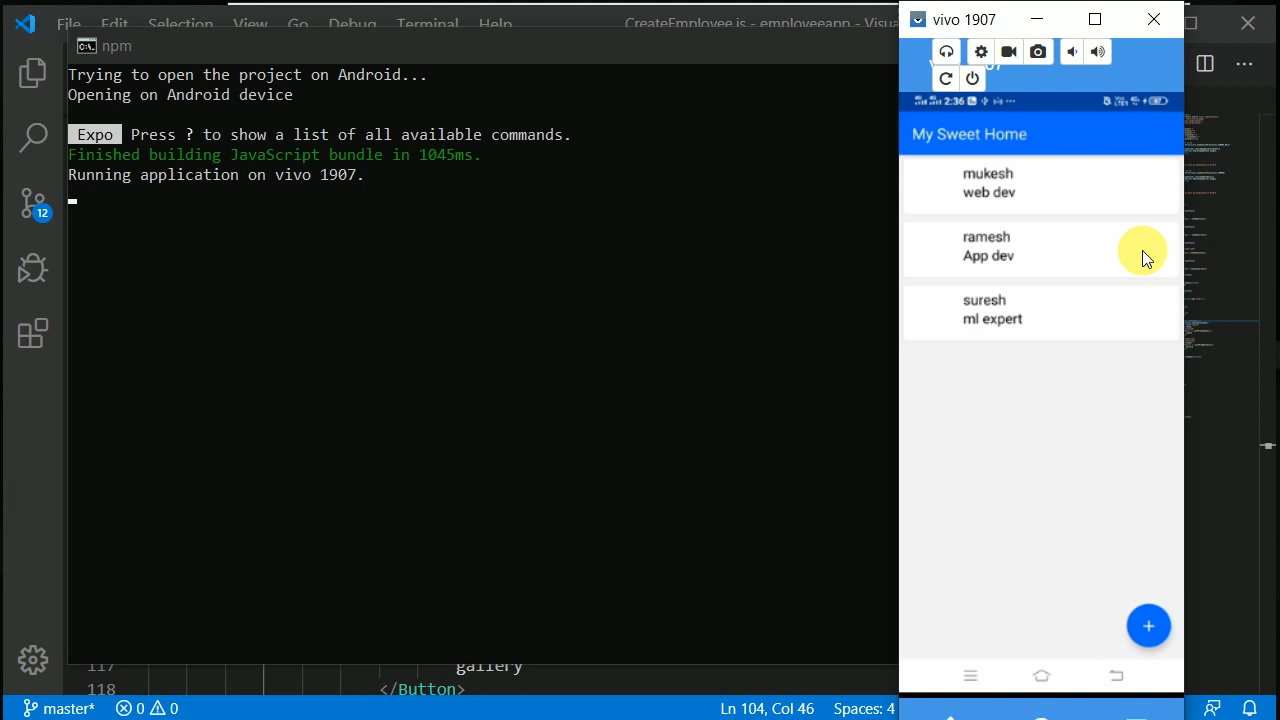 File Edit Selection View Go Debug Terminal Help
CreateEmployee.js - employeeapp - Visua
npm
Trying to open the project on Android...
Opening on Android device
Expo Press ? to show a list of all available commands.
Finished building JavaScript bundle in 1045ms.
Running application on vivo 1907.
12
117 gallery
118 </Button>
master* 0 0
Ln 104, Col 46 Spaces: 4
vivo 1907
2:36
My Sweet Home
mukesh
web dev
ramesh
App dev
suresh
ml expert
+